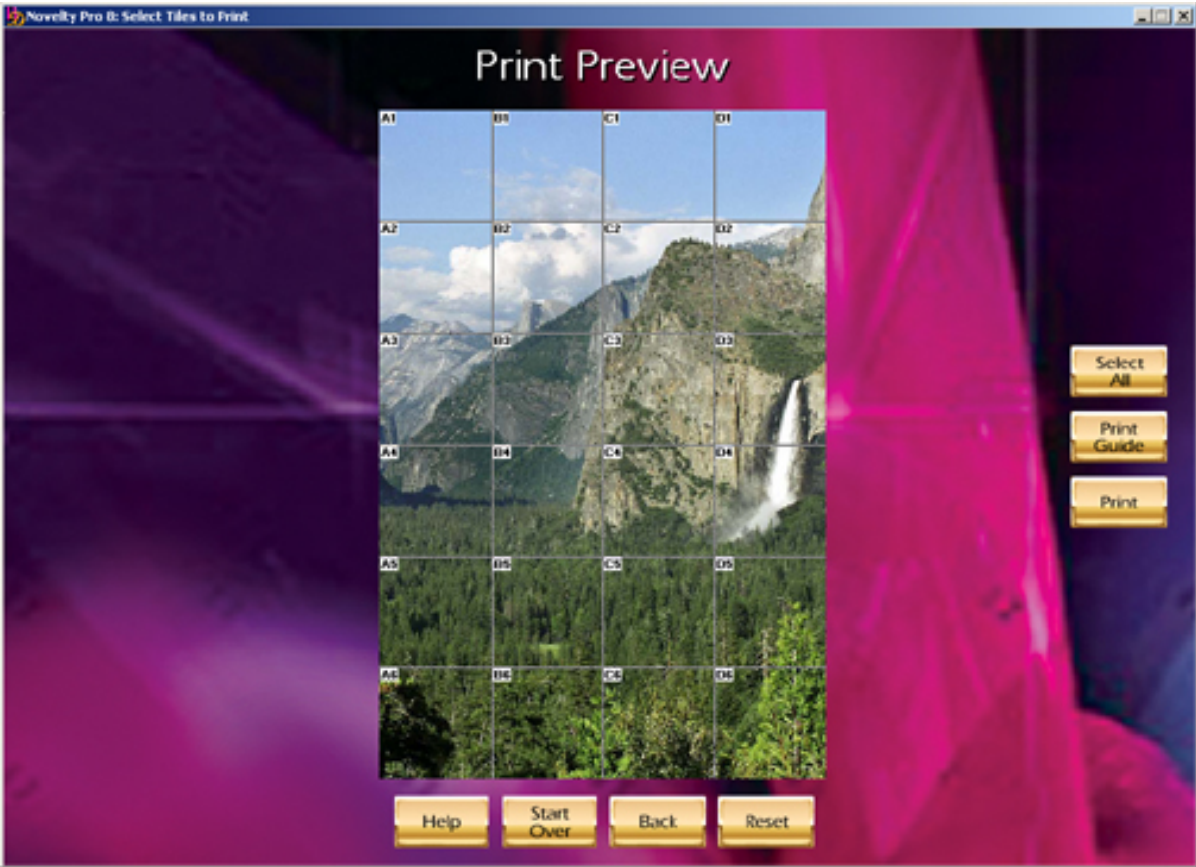 Novelty Pro 8: Select Tiles to Print
Print Preview
A1 B1 C1 D1
A2 B2 C2 D2
A3 B3 C3 D3
A4 B4 C4 D4
A5 B5 C5 D5
A6 B6 C6 D6
Select
All
Print
Guide
Print
Help
Start
Over
Back
Reset